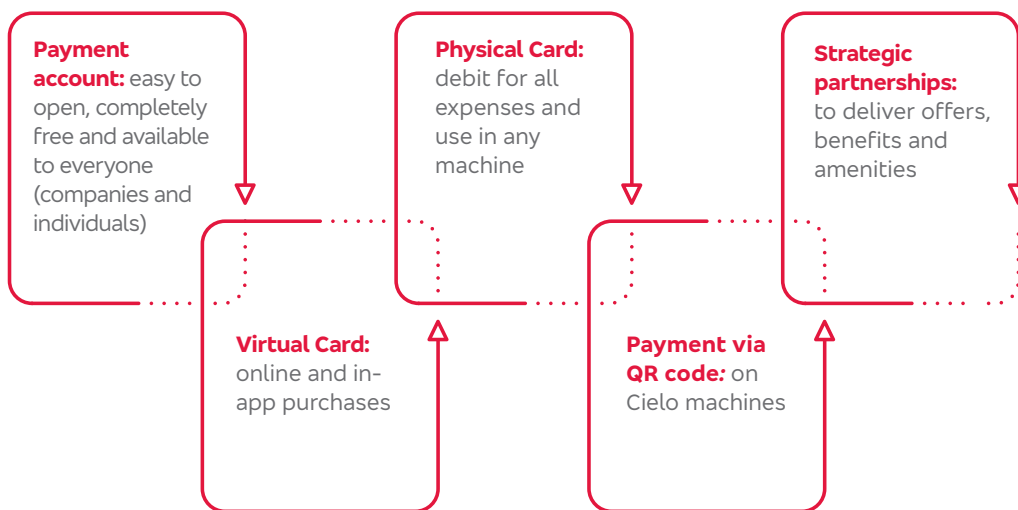 Payment
account: easy to
open, completely
free and available
to everyone
(companies and
individuals)
Virtual Card:
online and in-
app purchases
Physical Card:
debit for all
expenses and
use in any
machine
Payment via
QR code: on
Cielo machines
Strategic
partnerships:
to deliver offers,
benefits and
amenities